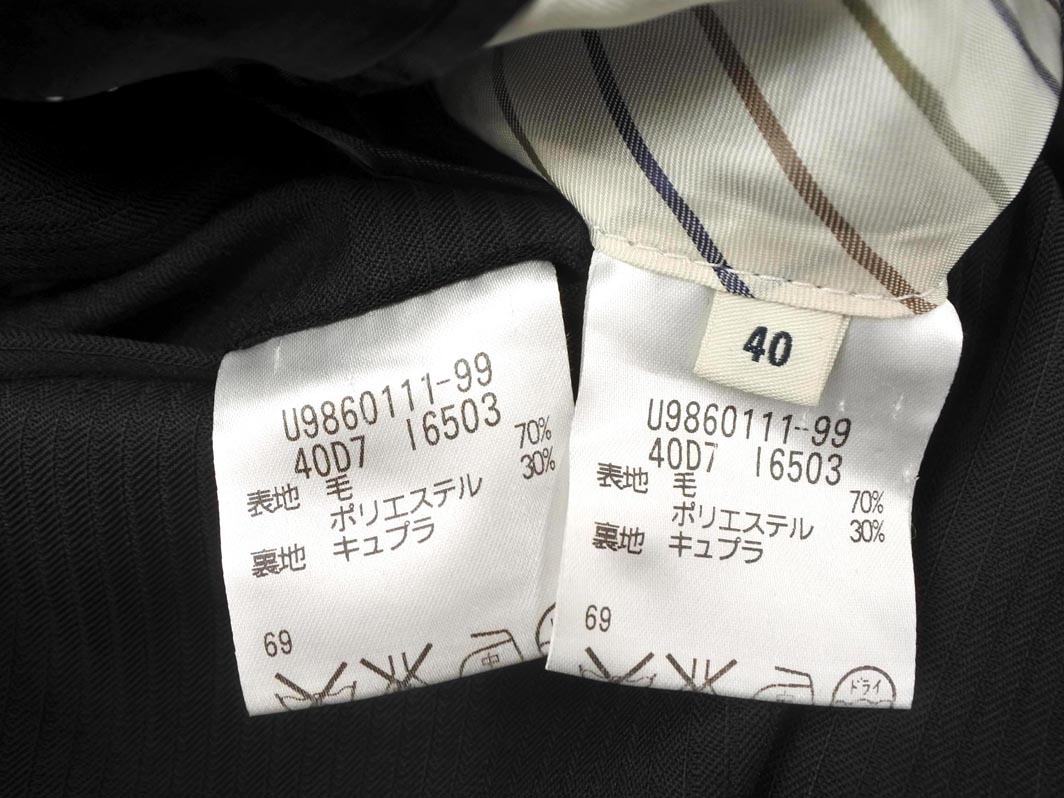 U9860111-99
40D7 16503
表地 毛 70%
ポリエステル 30%
裏地 キュプラ
69
中
40
U9860111-99
40D7 16503
表地 毛 70%
ポリエステル 30%
裏地 キュプラ
69
ドライ